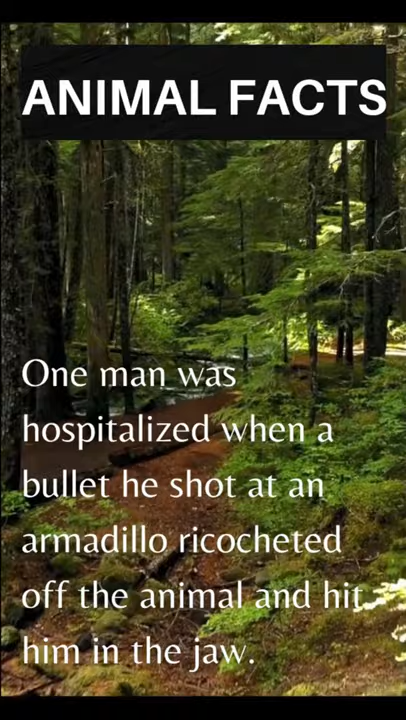 ANIMAL FACTS
One man was
hospitalized when a
bullet he shot at an
armadillo ricocheted
off the animal and hit
him in the jaw.